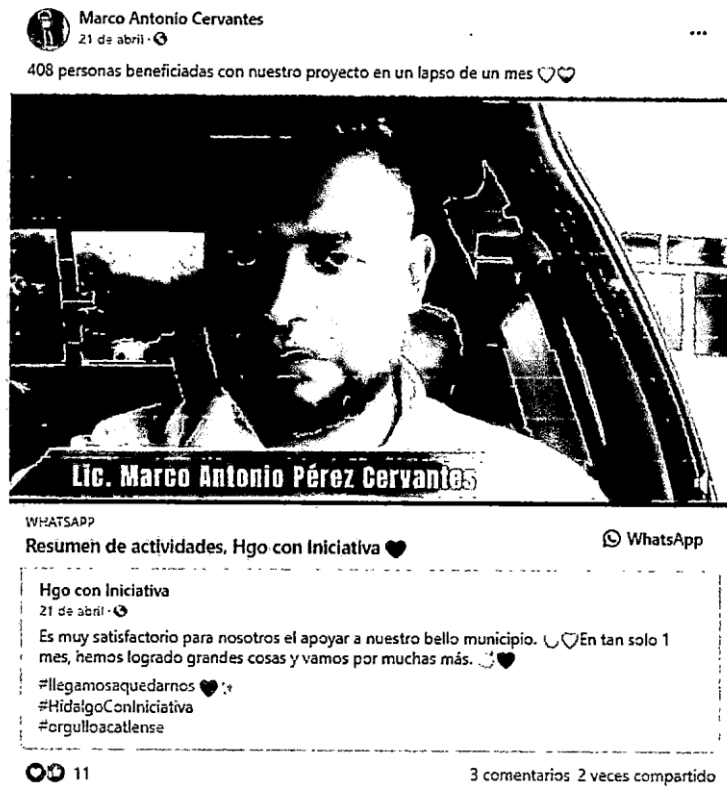 Marco Antonio Cervantes
21 de abril
408 personas beneficiadas con nuestro proyecto en un lapso de un mes
Lic. Marco Antonio Pérez Cervantes
WHATSAPP
Resumen de actividades, Hgo con Iniciativa
WhatsApp
Hgo con Iniciativa
21 de abril
Es muy satisfactorio para nosotros el apoyar a nuestro bello municipio. En tan solo 1
mes, hemos logrado grandes cosas y vamos por muchas más.
#llegamosaquedarnos
#HidalgoConIniciativa
#orgulloacatlense
11
3 comentarios 2 veces compartido